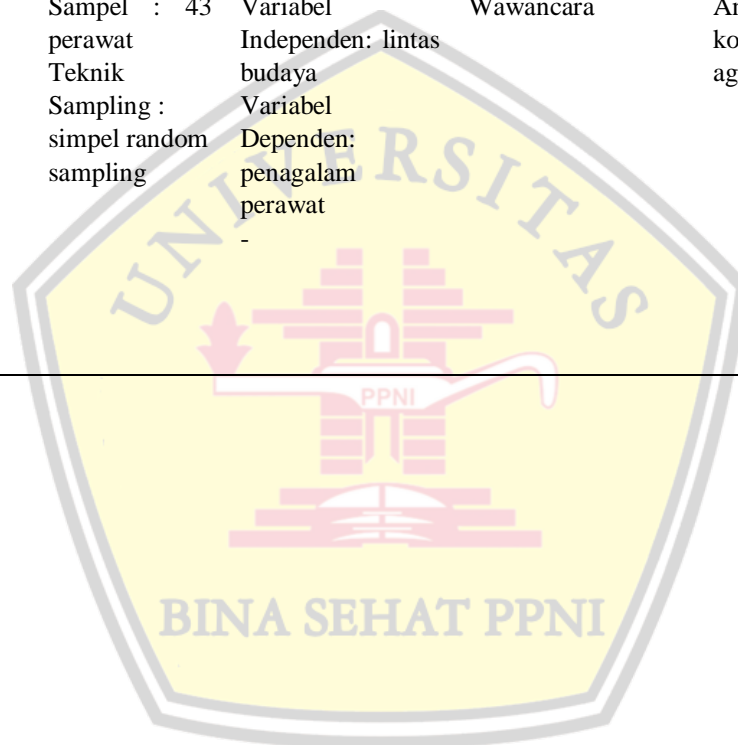 Sampel : 43
perawat
Teknik
Sampling :
simpel random
sampling
Variabel
Independen: lintas
budaya
Variabel
Dependen:
penagalam
perawat
-
Wawancara
UNIVERSITAS
PPNI
BINA SEHAT PPNI